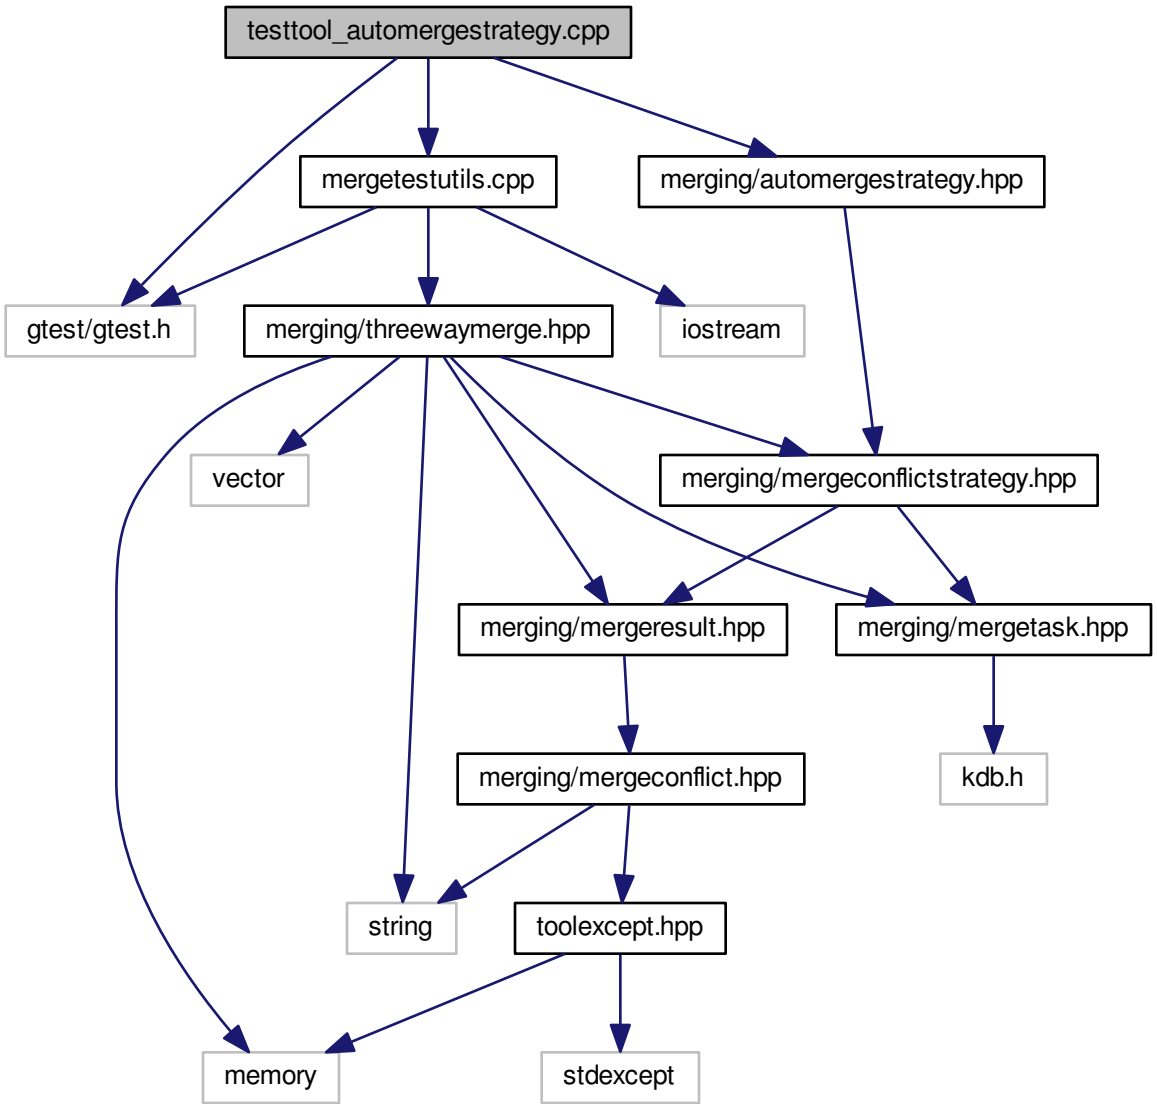 testtool_automergestrategy.cpp
mergetestutils.cpp
merging/automergestrategy.hpp
gtest/gtest.h
merging/threewaymerge.hpp
iostream
vector
merging/mergeconflictstrategy.hpp
merging/mergeresult.hpp
merging/mergetask.hpp
merging/mergeconflict.hpp
kdb.h
string
toolexcept.hpp
memory
stdexcept